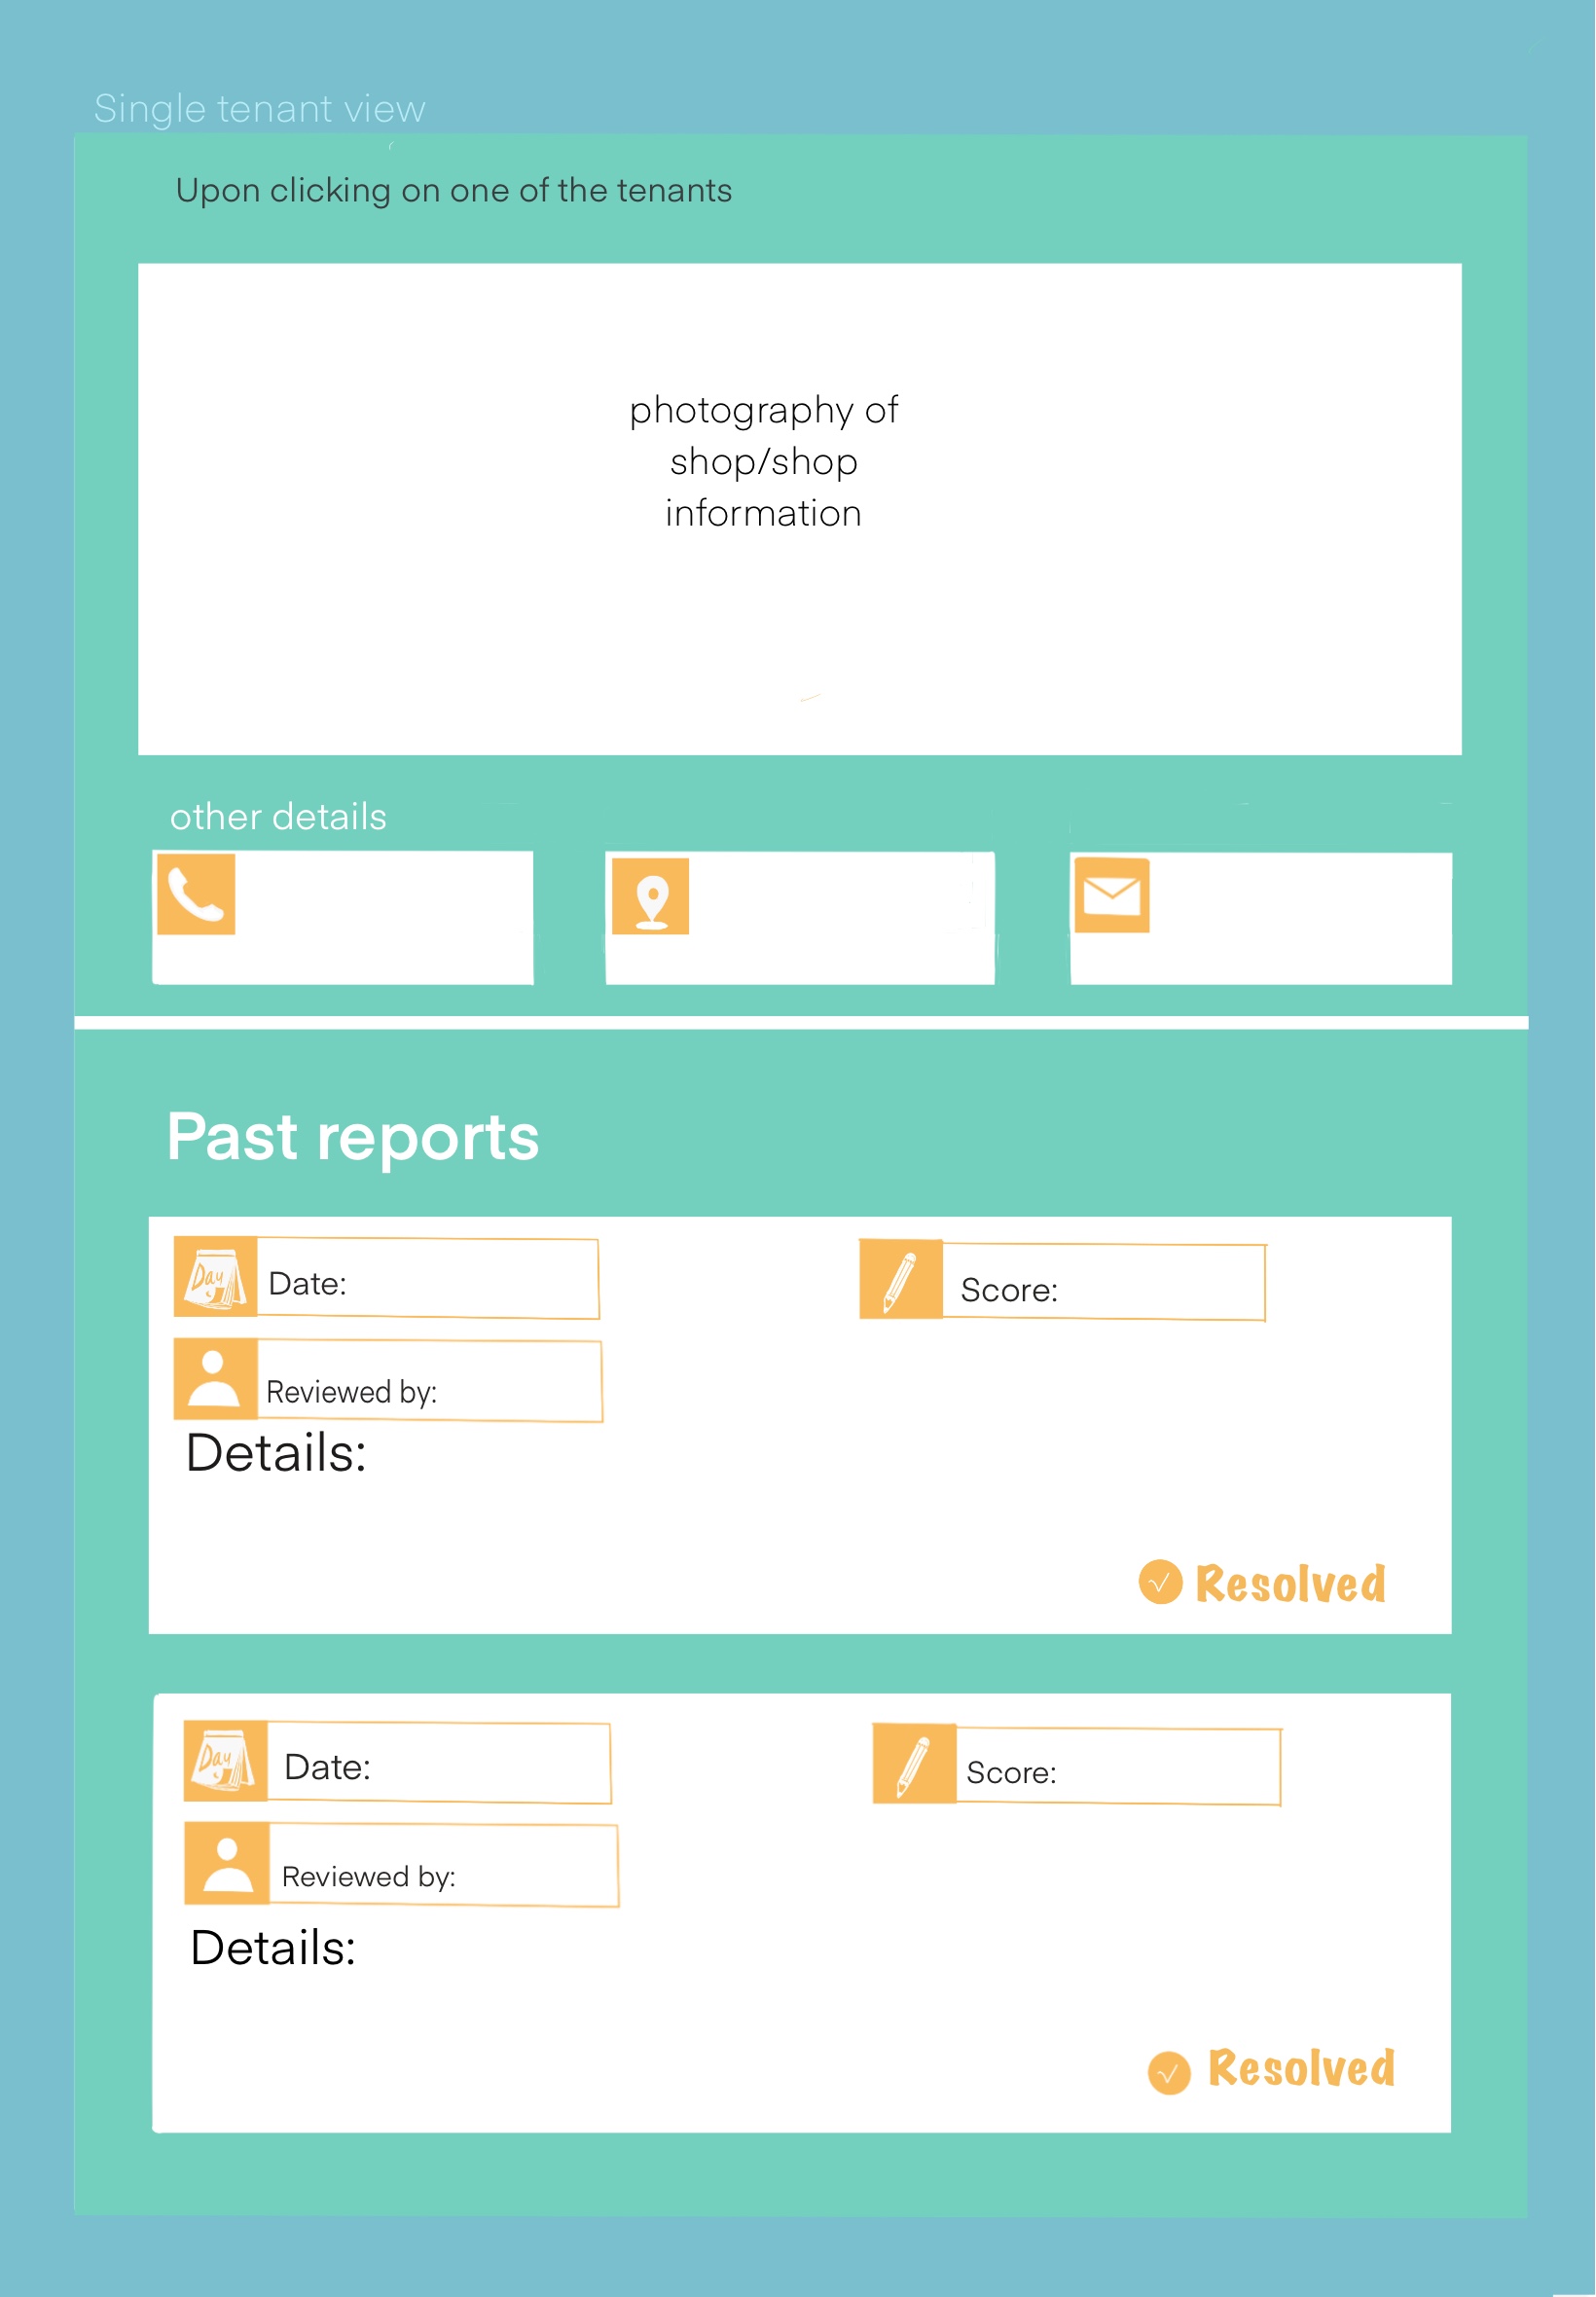 Single tenant view
Upon clicking on one of the tenants
photography of
shop/shop
information
other details
Past reports
Day
Date:
Score:
Reviewed by:
Details:
Resolved
Day
Date:
Score:
Reviewed by:
Details:
Resolved